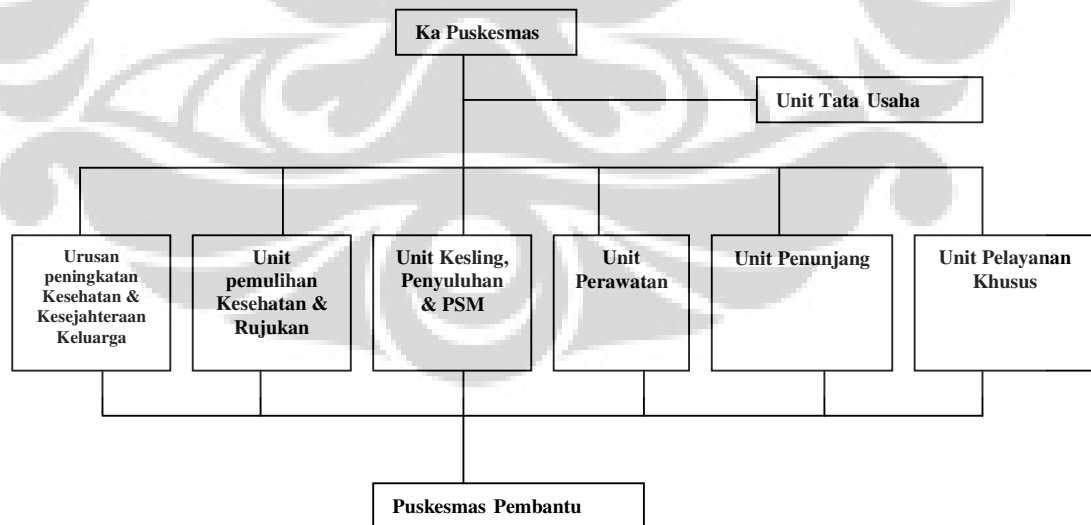 Ka Puskesmas
Unit Tata Usaha
Urusan
peningkatan
Kesehatan &
Kesejahteraan
Keluarga
Unit
pemulihan
Kesehatan &
Rujukan
Unit Kesling,
Penyuluhan
& PSM
Unit
Perawatan
Unit Penunjang
Unit Pelayanan
Khusus
Puskesmas Pembantu